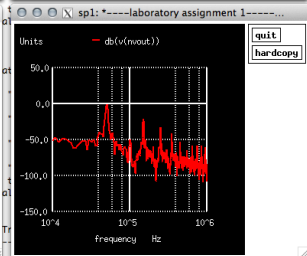 sp1: *----laboratory assignment 1-----...
quit
hardcopy
Units
db(v(nvout))
50.0
0.0
-50.0
-100.0
-150.0
10^4
10^5
10^6
frequency Hz